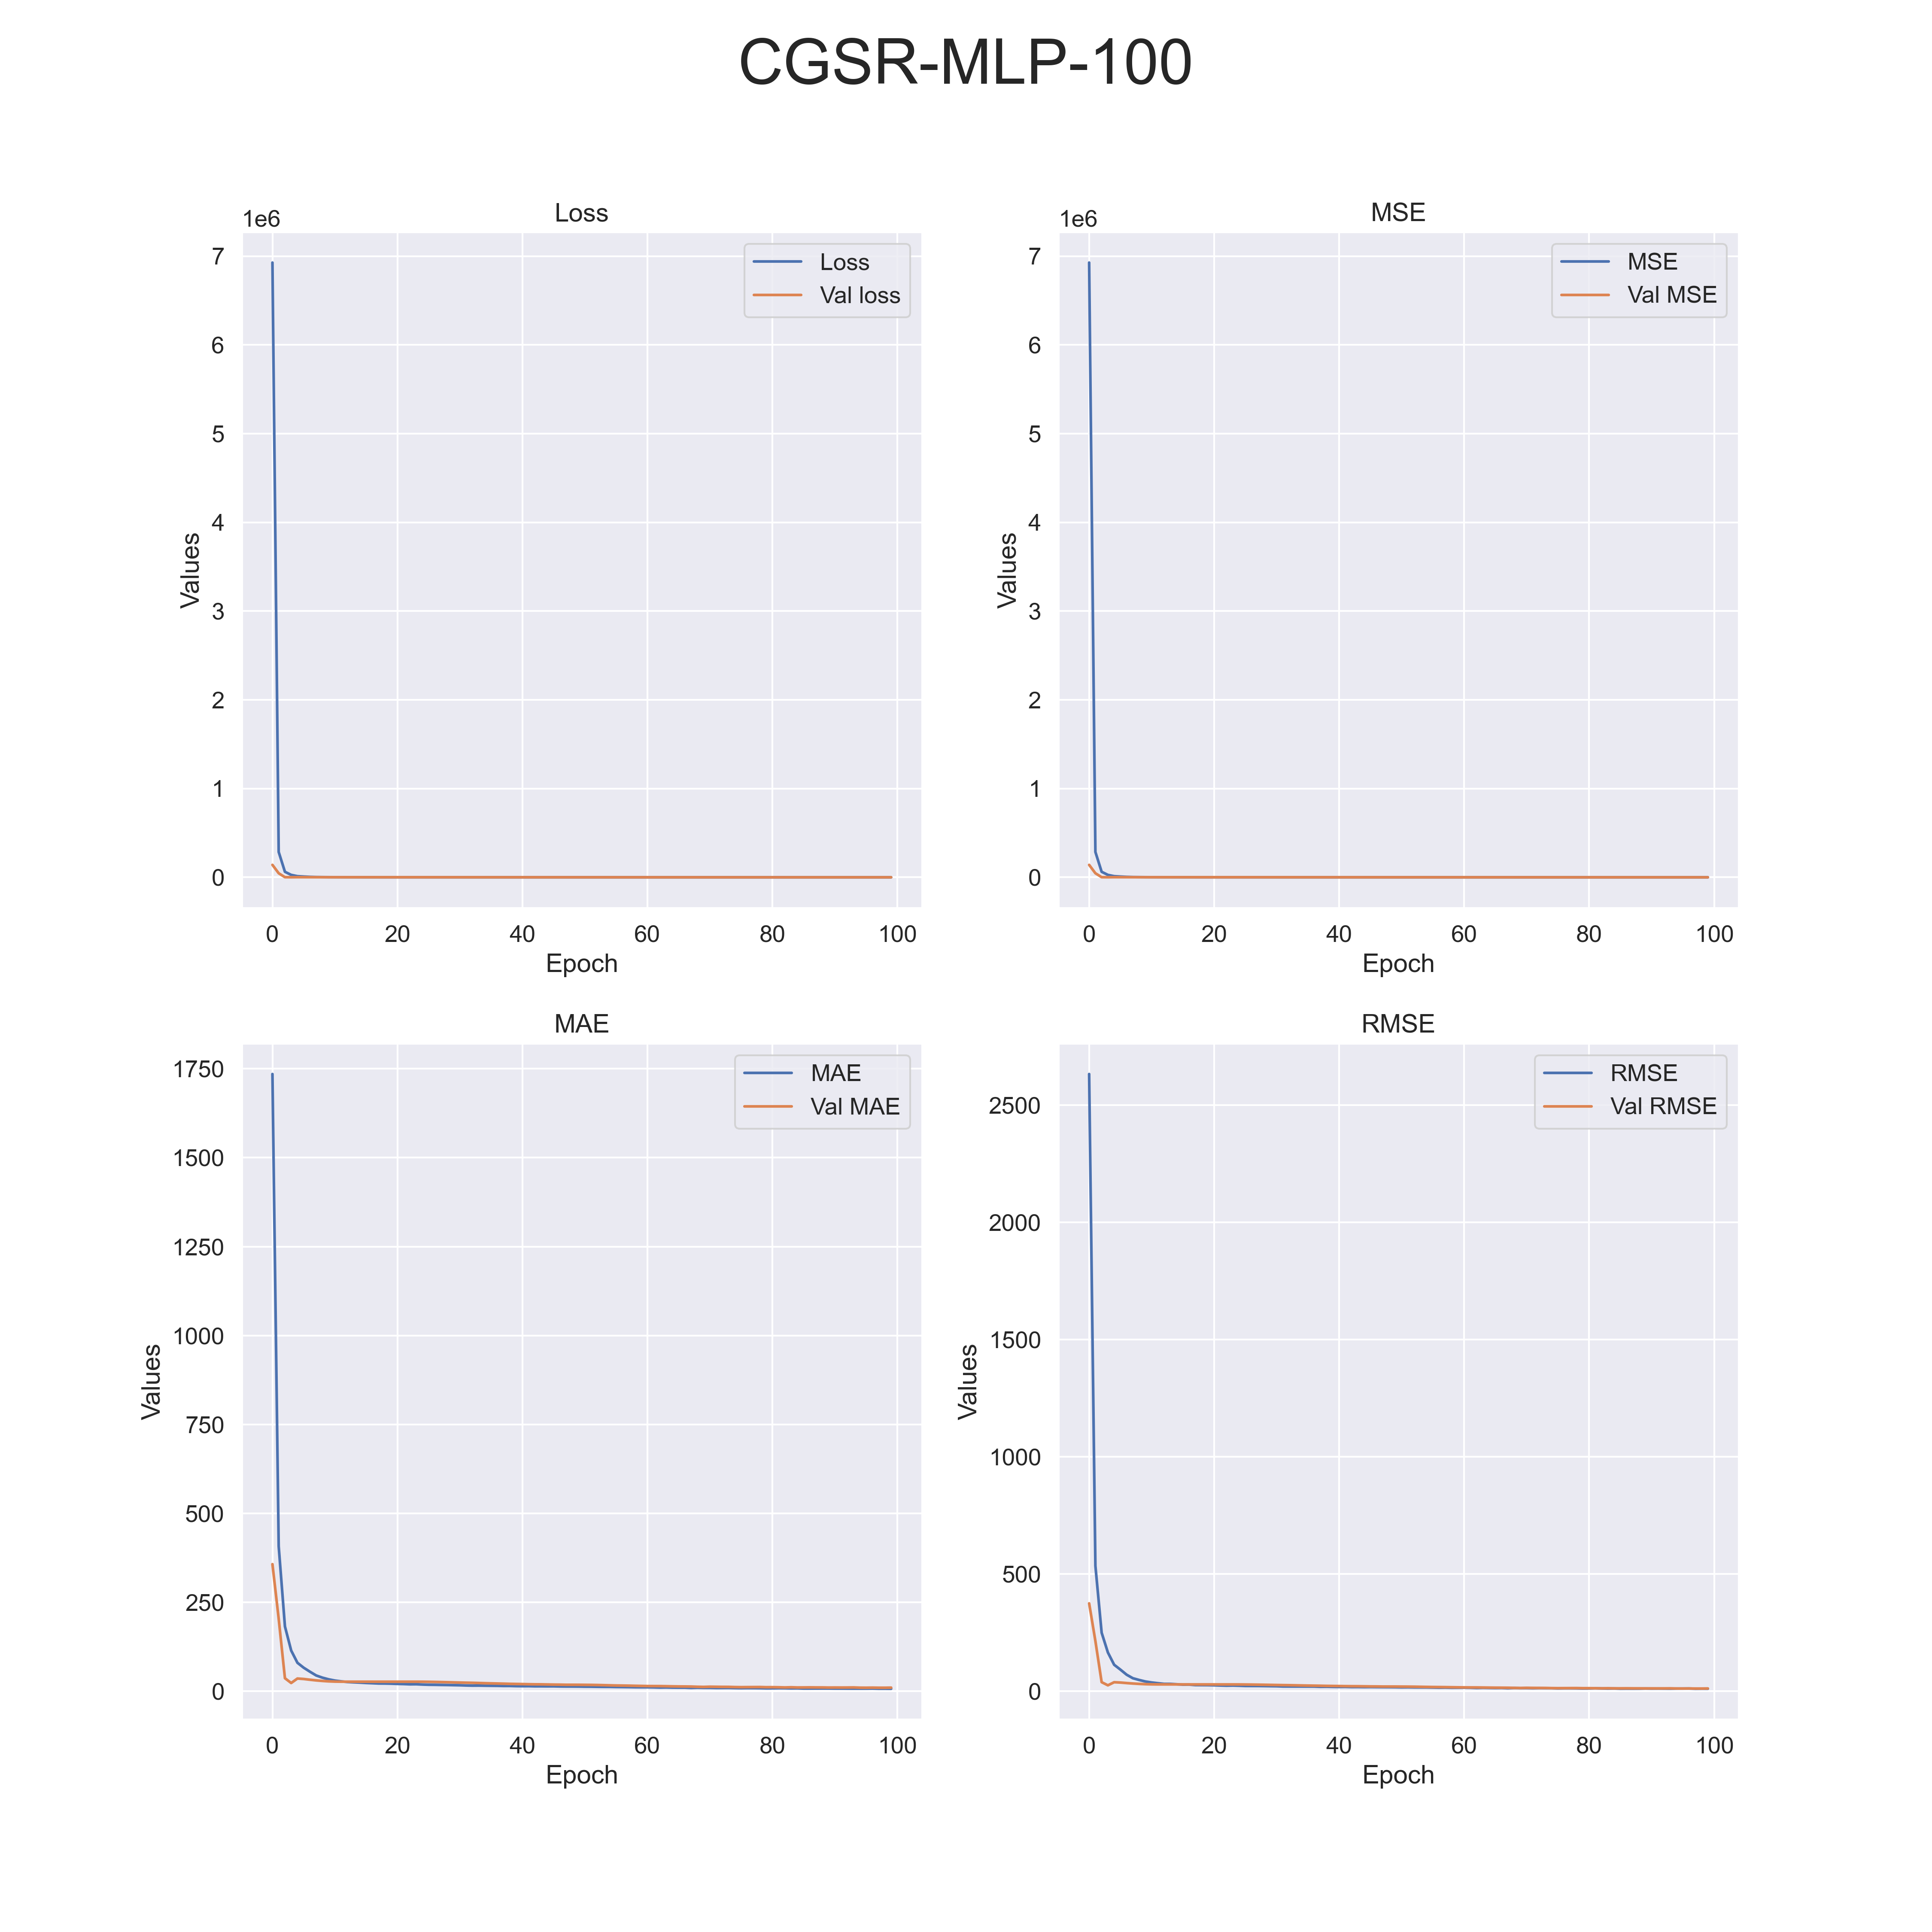 CGSR-MLP-100
Loss
1e6
7
6
5
4
3
2
1
0
Values
0 20 40 60 80 100
Epoch
Loss
Val loss
MSE
1e6
7
6
5
4
3
2
1
0
Values
0 20 40 60 80 100
Epoch
MSE
Val MSE
MAE
1750
1500
1250
1000
750
500
250
0
Values
0 20 40 60 80 100
Epoch
MAE
Val MAE
RMSE
2500
2000
1500
1000
500
0
Values
0 20 40 60 80 100
Epoch
RMSE
Val RMSE